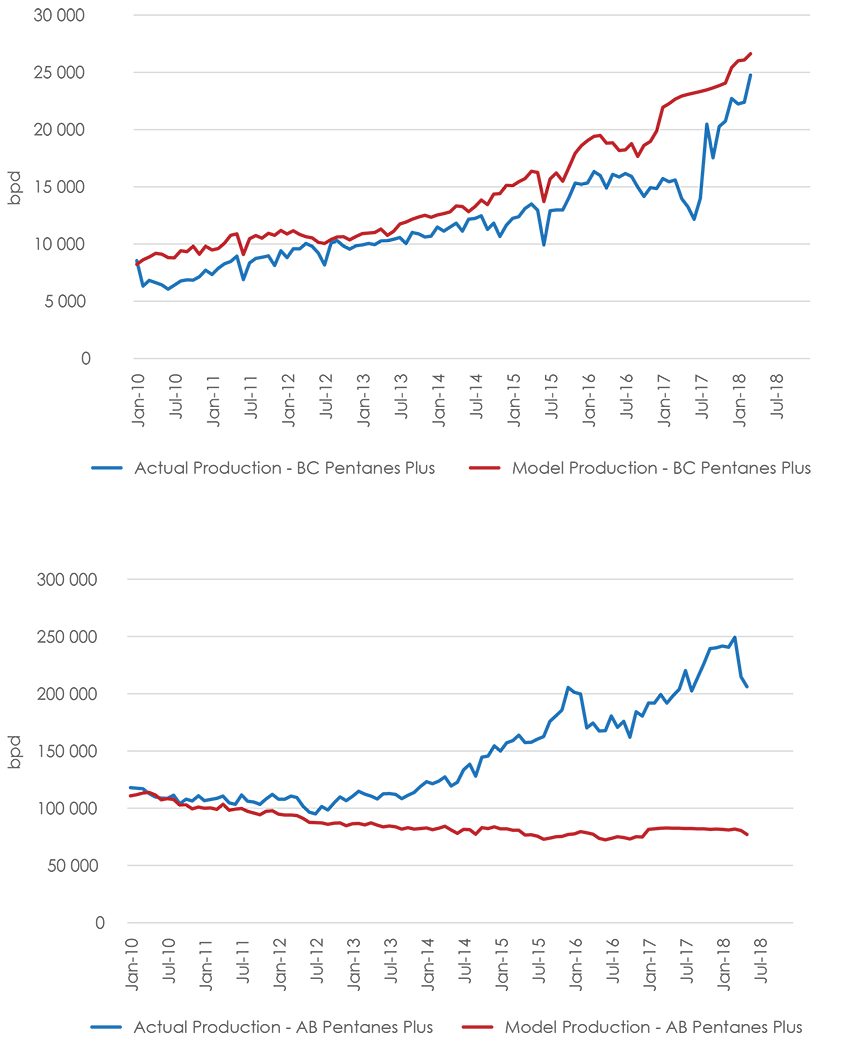 30 000
25 000
20 000
15 000
10 000
5 000
0
bpd
Jan-10
Jul-10
Jan-11
Jul-11
Jan-12
Jul-12
Jan-13
Jul-13
Jan-14
Jul-14
Jan-15
Jul-15
Jan-16
Jul-16
Jan-17
Jul-17
Jan-18
Jul-18
Actual Production - BC Pentanes Plus
Model Production - BC Pentanes Plus
300 000
250 000
200 000
150 000
100 000
50 000
0
bpd
Jan-10
Jul-10
Jan-11
Jul-11
Jan-12
Jul-12
Jan-13
Jul-13
Jan-14
Jul-14
Jan-15
Jul-15
Jan-16
Jul-16
Jan-17
Jul-17
Jan-18
Jul-18
Actual Production - AB Pentanes Plus
Model Production - AB Pentanes Plus